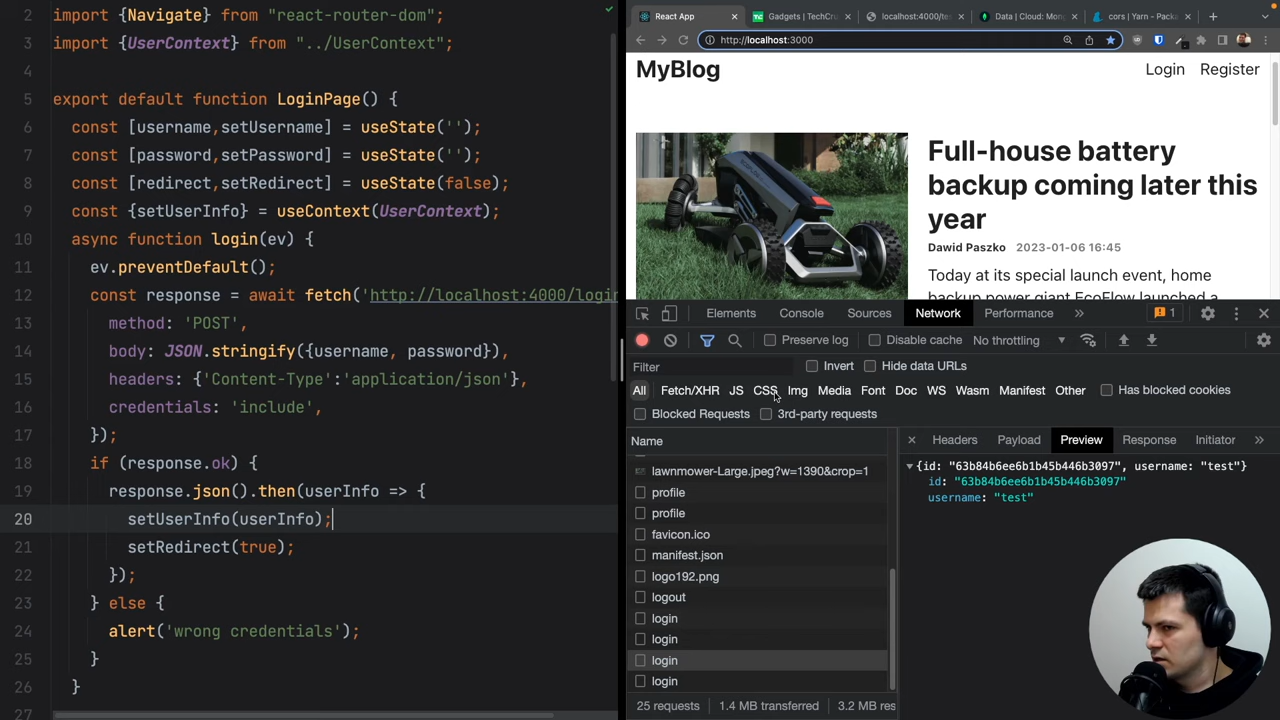 2 import {Navigate} from "react-router-dom";
3 import {UserContext} from "../UserContext";
4
5 export default function LoginPage() {
6 const [username,setUsername] = useState('');
7 const [password,setPassword] = useState('');
8 const [redirect,setRedirect] = useState(false);
9 const {setUserInfo} = useContext(UserContext);
10 async function login(ev) {
11 ev.preventDefault();
12 const response = await fetch('http://localhost:4000/login
13 method: 'POST',
14 body: JSON.stringify({username, password}),
15 headers: {'Content-Type':'application/json'},
16 credentials: 'include',
17 });
18 if (response.ok) {
19 response.json().then(userInfo => {
20 setUserInfo(userInfo);
21 setRedirect(true);
22 });
23 } else {
24 alert('wrong credentials');
25 }
26 }
27
React App Gadgets | TechCru localhost:4000/te Data | Cloud: Mong cors | Yarn - Packa
http://localhost:3000
MyBlog Login Register
Full-house battery
backup coming later this
year
Dawid Paszko 2023-01-06 16:45
Today at its special launch event, home
backup power giant EcoFlow launched a
Elements Console Sources Network Performance 1
Preserve log Disable cache No throttling
Filter Invert Hide data URLs
All Fetch/XHR JS CSS Img Media Font Doc WS Wasm Manifest Other Has blocked cookies
Blocked Requests 3rd-party requests
Name
lawnmower-Large.jpeg?w=1390&crop=1
profile
profile
favicon.ico
manifest.json
logo192.png
logout
login
login
login
login
25 requests 1.4 MB transferred 3.2 MB res
Headers Payload Preview Response Initiator
{id: "63b84b6ee6b1b45b446b3097", username: "test"}
id: "63b84b6ee6b1b45b446b3097"
username: "test"